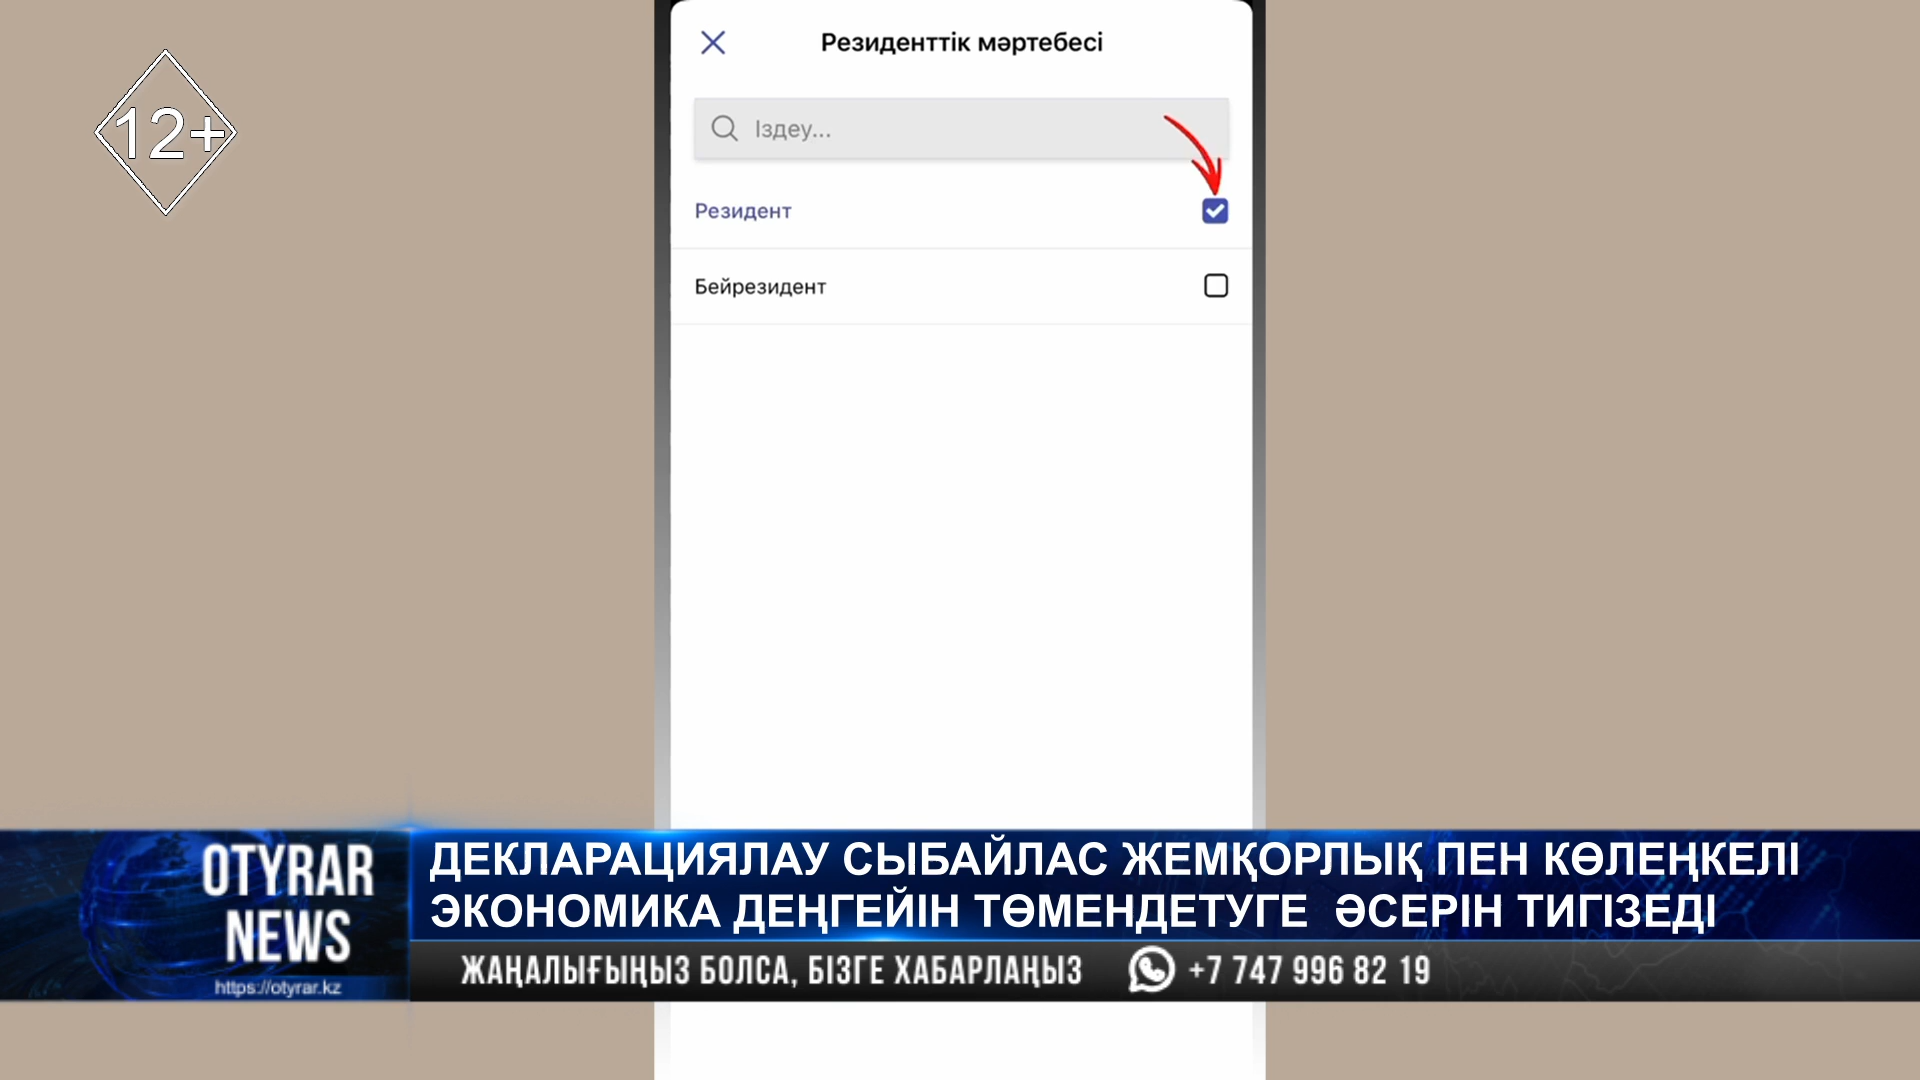 12+
Резиденттік мәртебесі
Іздеу...
Резидент
Бейрезидент
OTYRAR
NEWS
https://otyrar.kz
ДЕКЛАРАЦИЯЛАУ СЫБАЙЛАС ЖЕМҚОРЛЫҚ ПЕН КӨЛЕҢКЕЛІ
ЭКОНОМИКА ДЕҢГЕЙІН ТӨМЕНДЕТУГЕ ӘСЕРІН ТИГІЗЕДІ
ЖАҢАЛЫҒЫҢЫЗ БОЛСА, БІЗГЕ ХАБАРЛАҢЫЗ +7 747 996 82 19